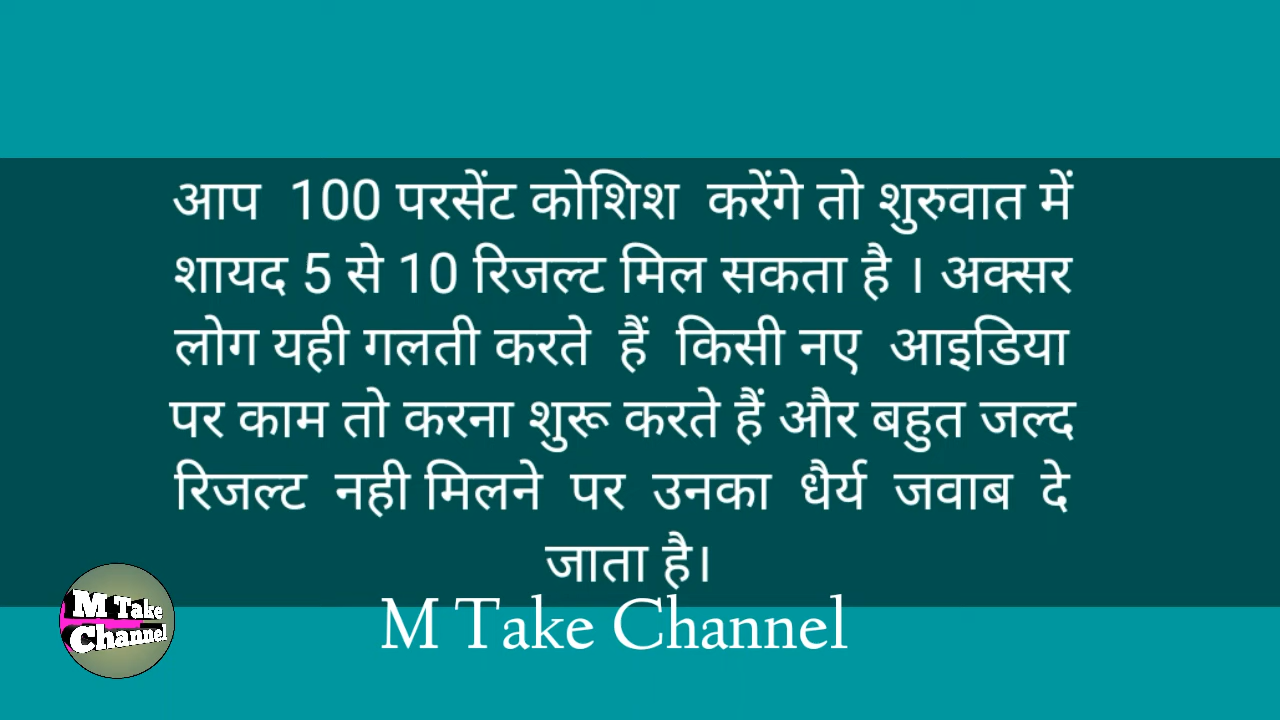 आप 100 परसेंट कोशिश करेंगे तो शुरुवात में
शायद 5 से 10 रिजल्ट मिल सकता है । अक्सर
लोग यही गलती करते हैं किसी नए आइडिया
पर काम तो करना शुरू करते हैं और बहुत जल्द
रिजल्ट नही मिलने पर उनका धैर्य जवाब दे
जाता है।
M Take
Channel
M Take Channel